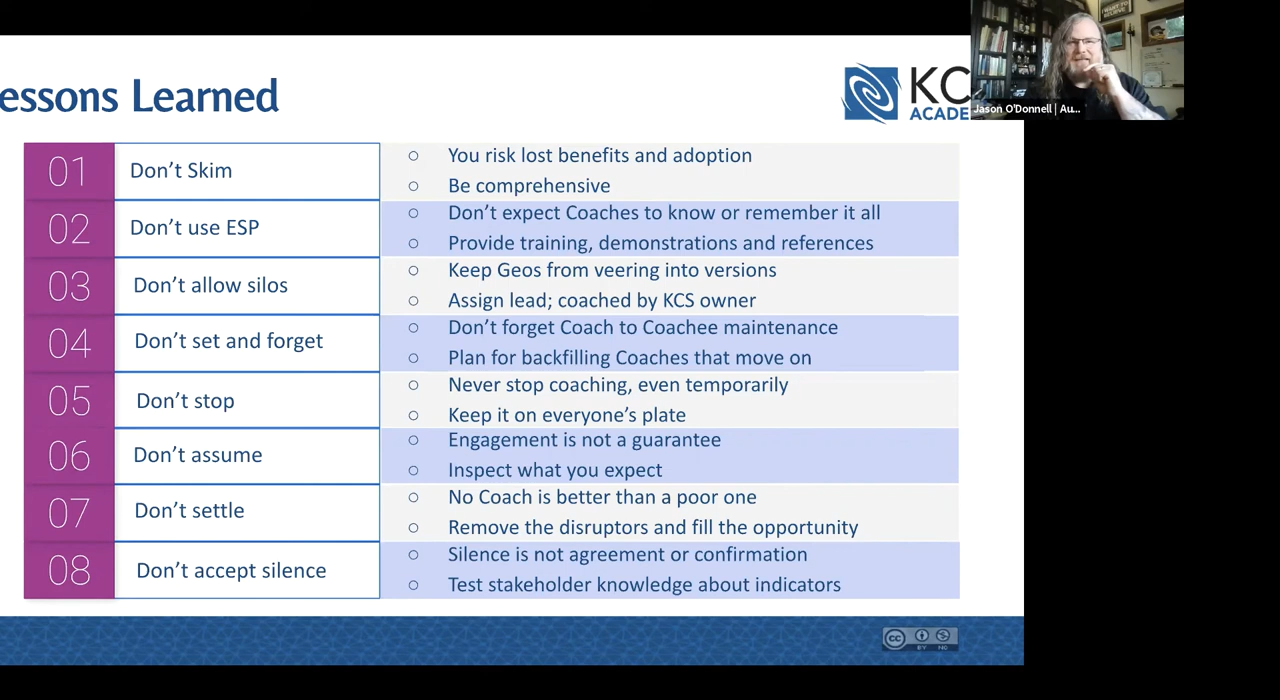 essons Learned
KC
ACADE
Jason O'Donnell | Au...
01
Don't Skim
○ You risk lost benefits and adoption
○ Be comprehensive
02
Don't use ESP
○ Don't expect Coaches to know or remember it all
○ Provide training, demonstrations and references
03
Don't allow silos
○ Keep Geos from veering into versions
○ Assign lead; coached by KCS owner
04
Don't set and forget
○ Don't forget Coach to Coachee maintenance
○ Plan for backfilling Coaches that move on
05
Don't stop
○ Never stop coaching, even temporarily
○ Keep it on everyone's plate
06
Don't assume
○ Engagement is not a guarantee
○ Inspect what you expect
07
Don't settle
○ No Coach is better than a poor one
○ Remove the disruptors and fill the opportunity
08
Don't accept silence
○ Silence is not agreement or confirmation
○ Test stakeholder knowledge about indicators
cc
BY NC